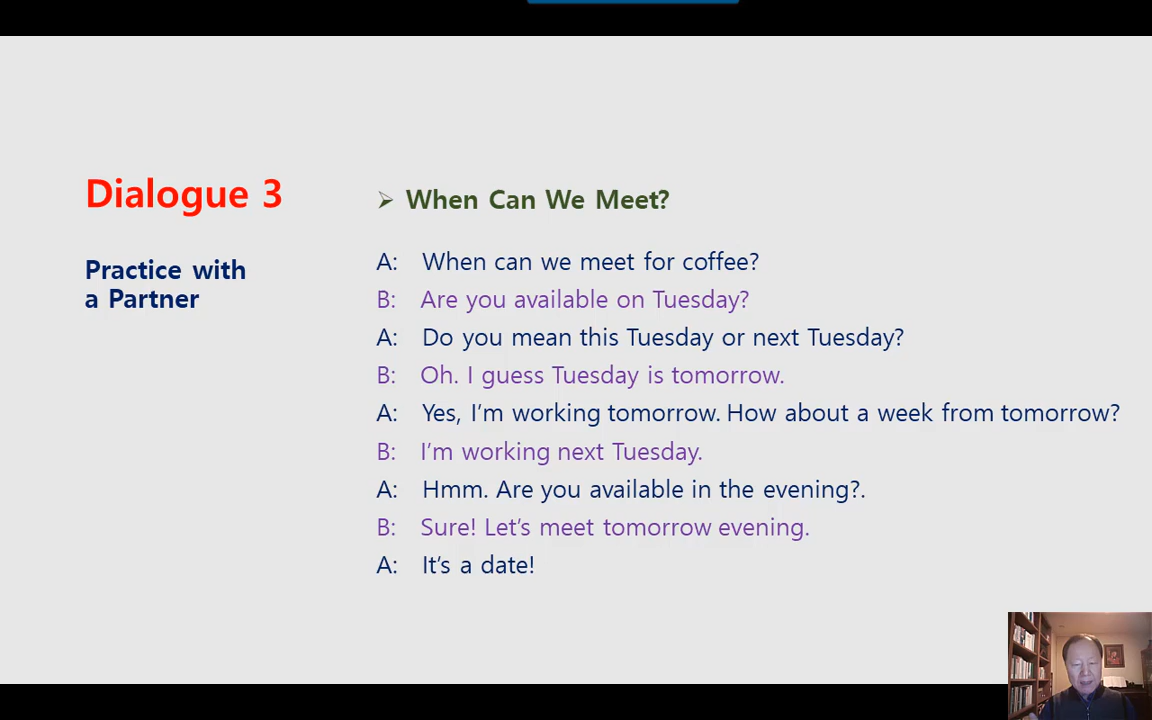 Dialogue 3
Practice with
a Partner
➢ When Can We Meet?
A: When can we meet for coffee?
B: Are you available on Tuesday?
A: Do you mean this Tuesday or next Tuesday?
B: Oh. I guess Tuesday is tomorrow.
A: Yes, I’m working tomorrow. How about a week from tomorrow?
B: I’m working next Tuesday.
A: Hmm. Are you available in the evening?.
B: Sure! Let’s meet tomorrow evening.
A: It’s a date!